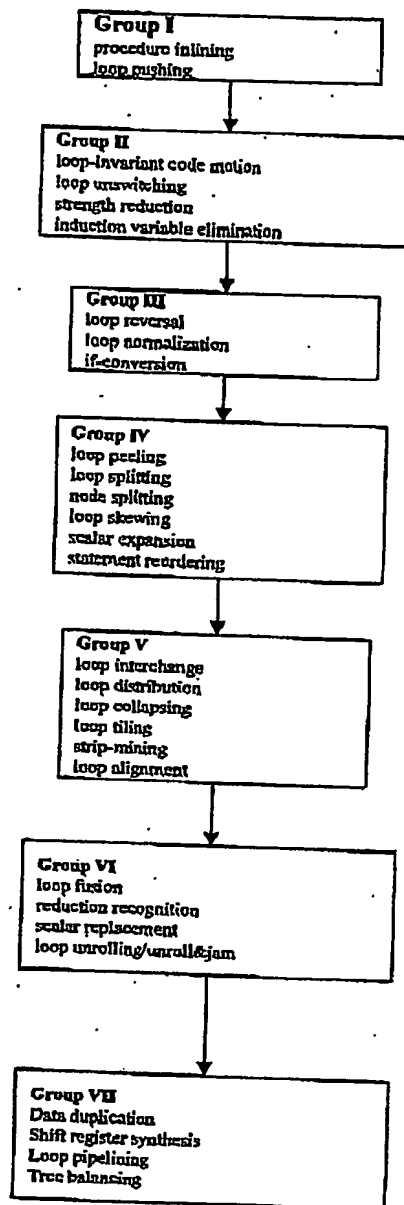 Group I
procedure inlining
loop pushing
Group II
loop-invariant code motion
loop unswitching
strength reduction
induction variable elimination
Group III
loop reversal
loop normalization
if-conversion
Group IV
loop peeling
loop splitting
node splitting
loop skewing
scalar expansion
statement reordering
Group V
loop interchange
loop distribution
loop collapsing
loop tiling
strip-mining
loop alignment
Group VI
loop fusion
reduction recognition
scalar replacement
loop unrolling/unroll&jam
Group VII
Data duplication
Shift register synthesis
Loop pipelining
Tree balancing